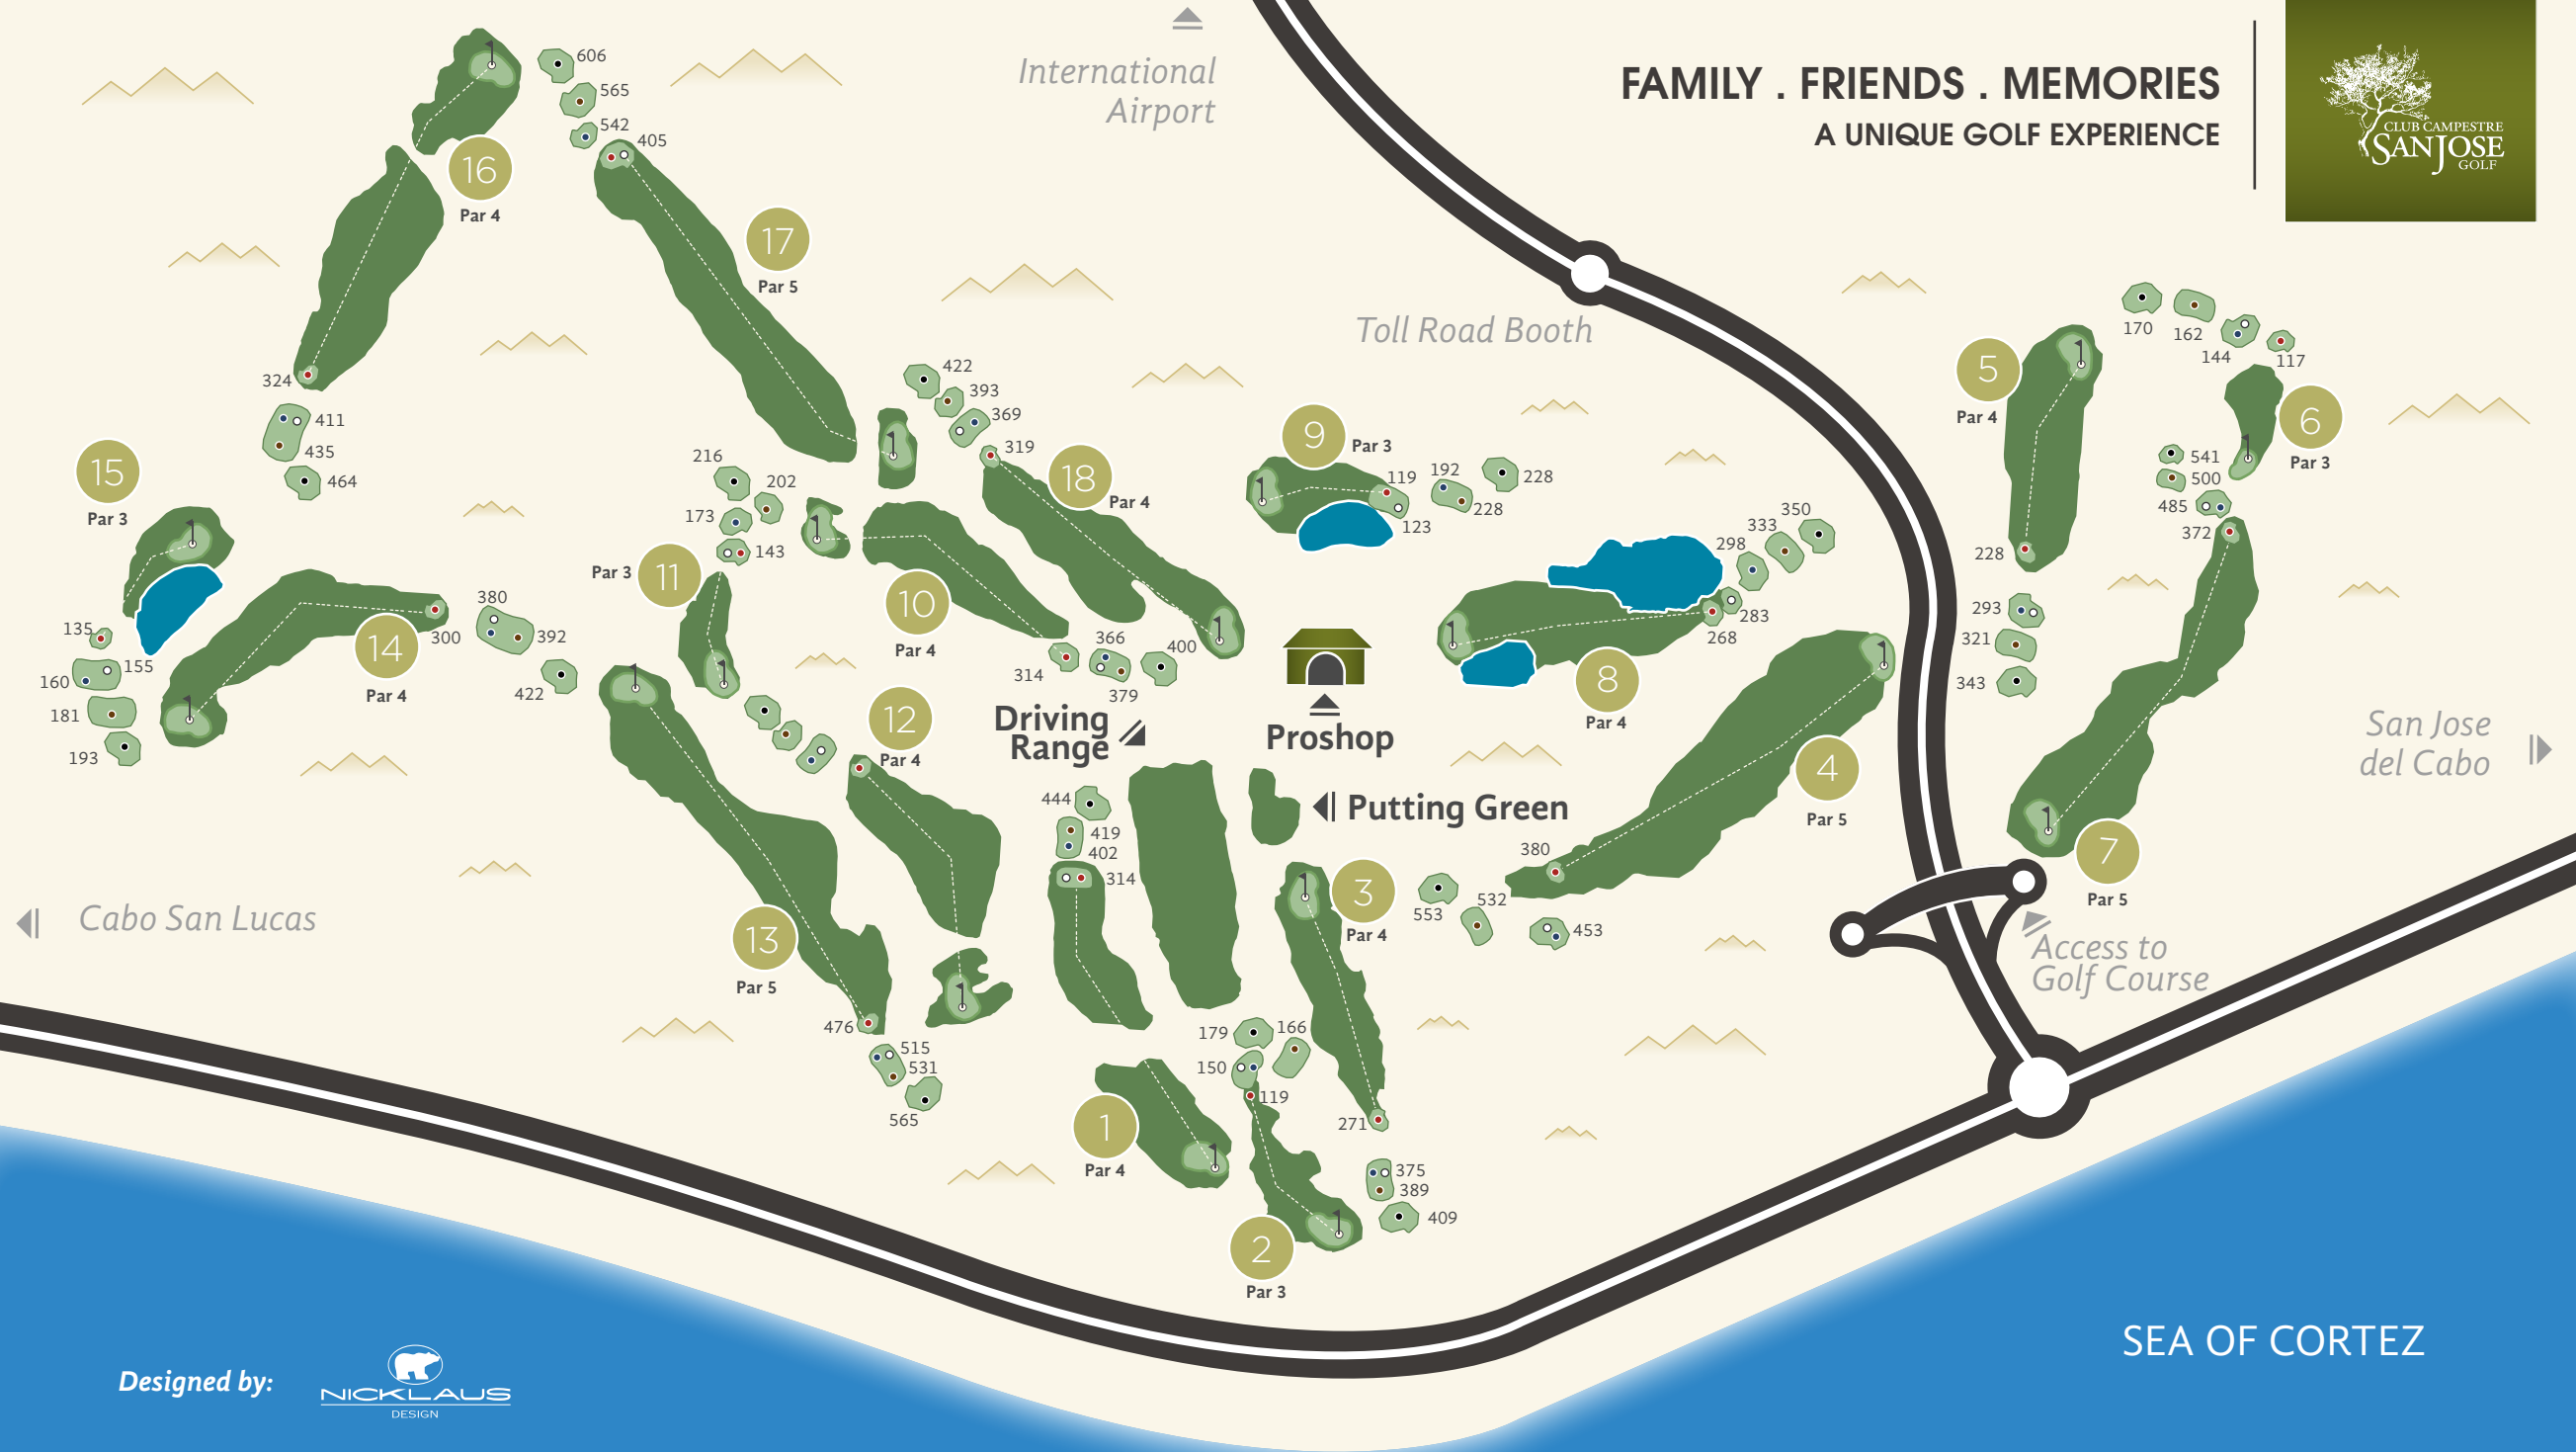 International
Airport
FAMILY . FRIENDS . MEMORIES
A UNIQUE GOLF EXPERIENCE
CLUB CAMPESTRE
SAN JOSE
GOLF
16
Par 4
324
411
435
464
606
565
542
405
17
Par 5
15
Par 3
135
155
160
181
193
14
Par 4
300
380
392
422
216
202
173
143
Par 3
11
422
393
369
319
18
Par 4
10
Par 4
314
366
379
400
Toll Road Booth
9
Par 3
119
192
228
228
123
350
333
298
283
268
8
Par 4
5
Par 4
228
293
321
343
170
162
144
117
6
Par 3
541
500
485
372
7
Par 5
San Jose
del Cabo
12
Par 4
Driving
Range
Proshop
Putting Green
4
Par 5
380
532
553
453
444
419
402
314
3
Par 4
271
375
389
409
Cabo San Lucas
13
Par 5
476
515
531
565
179
166
150
119
1
Par 4
2
Par 3
Access to
Golf Course
SEA OF CORTEZ
Designed by:
NICKLAUS
DESIGN